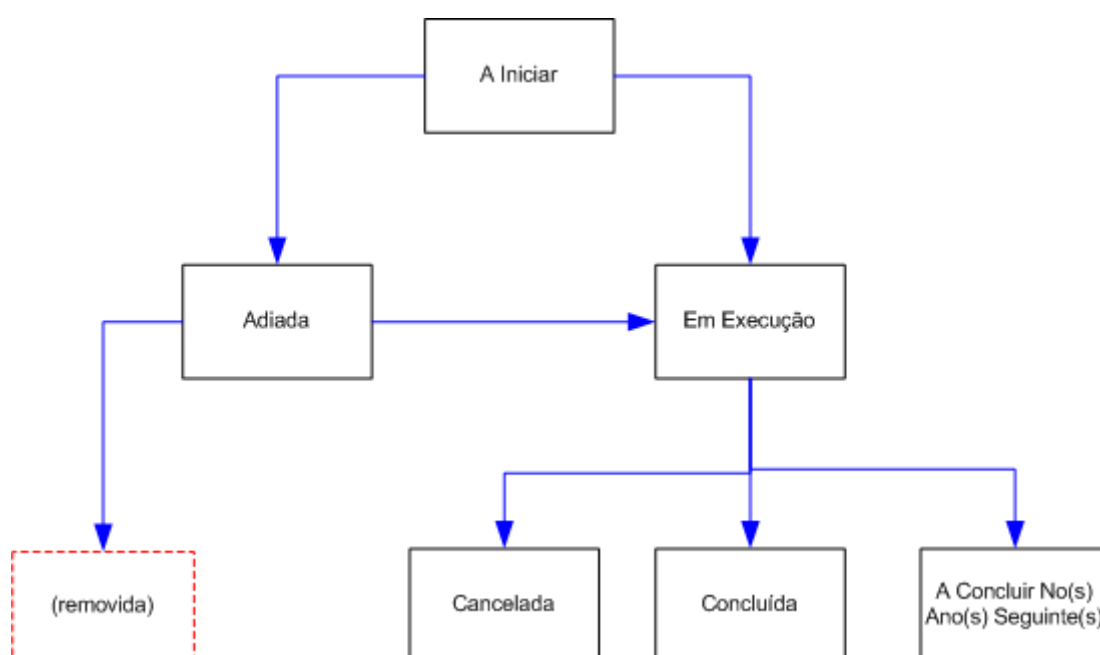 A Iniciar
Adiada
Em Execução
(removida)
Cancelada
Concluída
A Concluir No(s)
Ano(s) Seguinte(s)